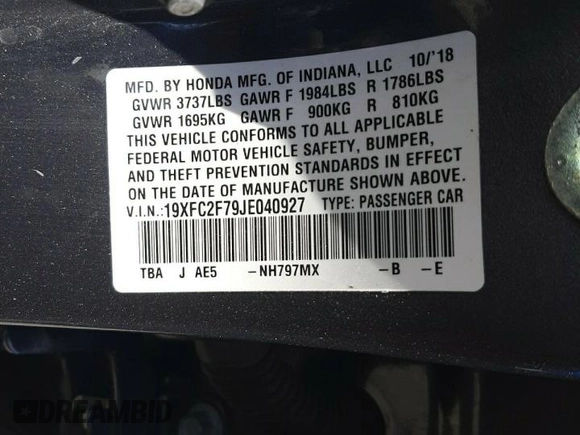 MFD. BY HONDA MFG. OF INDIANA, LLC 10/'18
GVWR 3737LBS GAWR F 1984LBS R 1786LBS
GVWR 1695KG GAWR F 900KG R 810KG
THIS VEHICLE CONFORMS TO ALL APPLICABLE
FEDERAL MOTOR VEHICLE SAFETY, BUMPER,
AND THEFT PREVENTION STANDARDS IN EFFECT
ON THE DATE OF MANUFACTURE SHOWN ABOVE.
V.I.N.: 19XFC2F79JE040927 TYPE: PASSENGER CAR
TBA J AE5 -NH797MX -B -E
DREAMBID